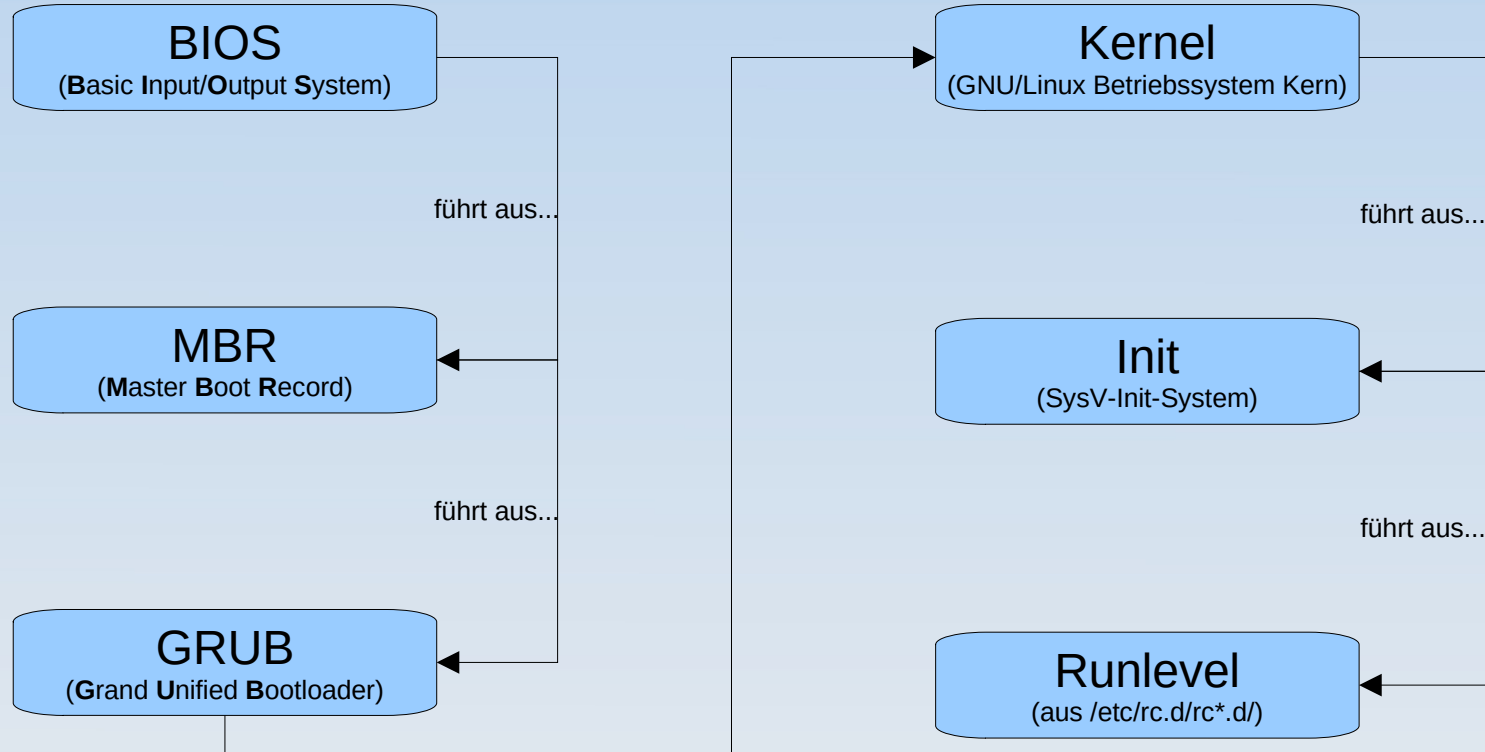 BIOS
(Basic Input/Output System)
führt aus...
MBR
(Master Boot Record)
führt aus...
GRUB
(Grand Unified Bootloader)
Kernel
(GNU/Linux Betriebssystem Kern)
führt aus...
Init
(SysV-Init-System)
führt aus...
Runlevel
(aus /etc/rc.d/rc*.d/)